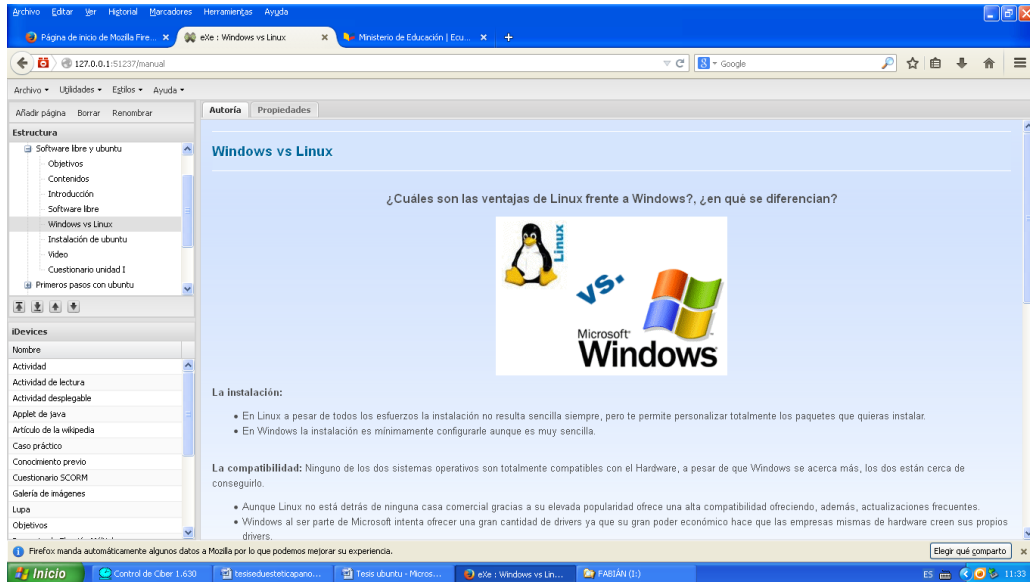 Archivo Editar Ver Historial Marcadores Herramientas Ayuda
Página de inicio de Mozilla Fire... × eXe : Windows vs Linux × Ministerio de Educación | Ecu... × +
127.0.0.1:51237/manual Google
Archivo Utilidades Estilos Ayuda
Añadir página Borrar Renombrar
Autoría Propiedades
Estructura
Software libre y ubuntu
Objetivos
Contenidos
Introducción
Software libre
Windows vs Linux
Instalación de ubuntu
Video
Cuestionario unidad I
Primeros pasos con ubuntu
iDevices
Nombre
Actividad
Actividad de lectura
Actividad desplegable
Applet de java
Artículo de la wikipedia
Caso práctico
Conocimiento previo
Cuestionario SCORM
Galería de imágenes
Lupa
Objetivos
Windows vs Linux
¿Cuáles son las ventajas de Linux frente a Windows?, ¿en qué se diferencian?
Linux
vs.
Microsoft
Windows
La instalación:
• En Linux a pesar de todos los esfuerzos la instalación no resulta sencilla siempre, pero te permite personalizar totalmente los paquetes que quieras instalar.
• En Windows la instalación es mínimamente configurarle aunque es muy sencilla.
La compatibilidad: Ninguno de los dos sistemas operativos son totalmente compatibles con el Hardware, a pesar de que Windows se acerca más, los dos están cerca de
conseguirlo.
• Aunque Linux no está detrás de ninguna casa comercial gracias a su elevada popularidad ofrece una alta compatibilidad ofreciendo, además, actualizaciones frecuentes.
• Windows al ser parte de Microsoft intenta ofrecer una gran cantidad de drivers ya que su gran poder económico hace que las empresas mismas de hardware creen sus propios
drivers.
Firefox manda automáticamente algunos datos a Mozilla por lo que podemos mejorar su experiencia. Elegir qué comparto ×
Inicio Control de Ciber 1.630 tesiseduesteticapano... Tesis ubuntu - Micros... eXe : Windows vs Lin... FABIÁN (I:) ES 11:33